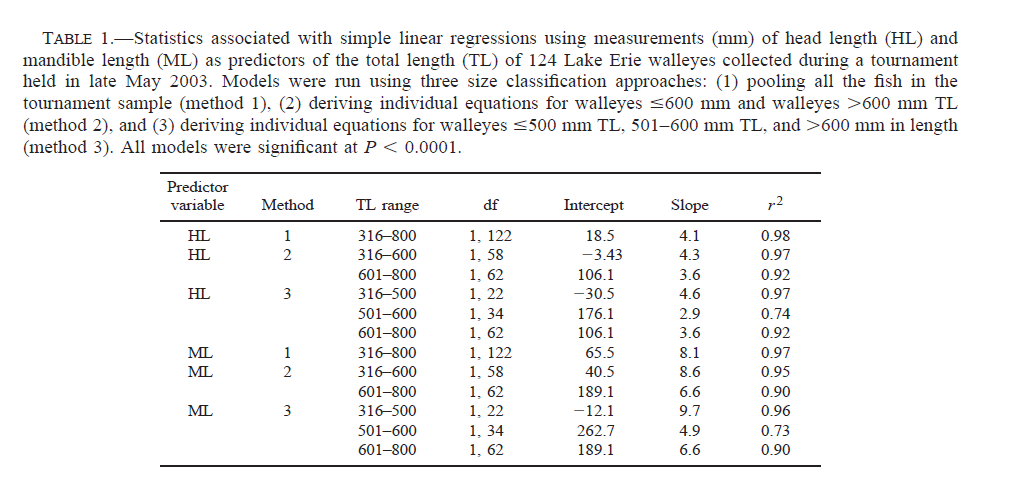 TABLE 1.—Statistics associated with simple linear regressions using measurements (mm) of head length (HL) and
mandible length (ML) as predictors of the total length (TL) of 124 Lake Erie walleyes collected during a tournament
held in late May 2003. Models were run using three size classification approaches: (1) pooling all the fish in the
tournament sample (method 1), (2) deriving individual equations for walleyes ≤600 mm and walleyes >600 mm TL
(method 2), and (3) deriving individual equations for walleyes ≤500 mm TL, 501–600 mm TL, and >600 mm in length
(method 3). All models were significant at P < 0.0001.
Predictor
variable Method TL range df Intercept Slope r²
HL 1 316–800 1, 122 18.5 4.1 0.98
HL 2 316–600 1, 58 −3.43 4.3 0.97
601–800 1, 62 106.1 3.6 0.92
HL 3 316–500 1, 22 −30.5 4.6 0.97
501–600 1, 34 176.1 2.9 0.74
601–800 1, 62 106.1 3.6 0.92
ML 1 316–800 1, 122 65.5 8.1 0.97
ML 2 316–600 1, 58 40.5 8.6 0.95
601–800 1, 62 189.1 6.6 0.90
ML 3 316–500 1, 22 −12.1 9.7 0.96
501–600 1, 34 262.7 4.9 0.73
601–800 1, 62 189.1 6.6 0.90